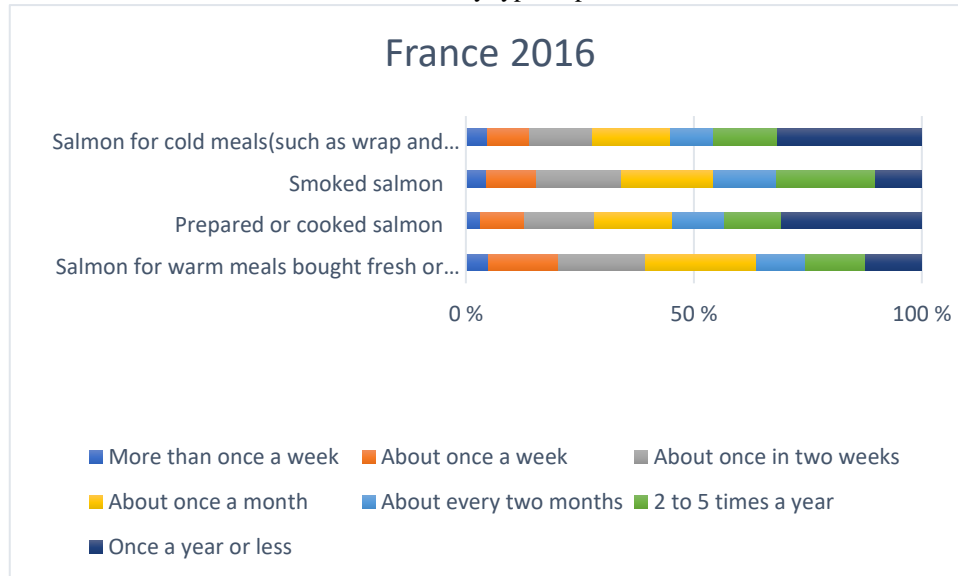 France 2016
Salmon for cold meals(such as wrap and...
Smoked salmon
Prepared or cooked salmon
Salmon for warm meals bought fresh or...
0 % 50 % 100 %
More than once a week About once a week About once in two weeks
About once a month About every two months 2 to 5 times a year
Once a year or less